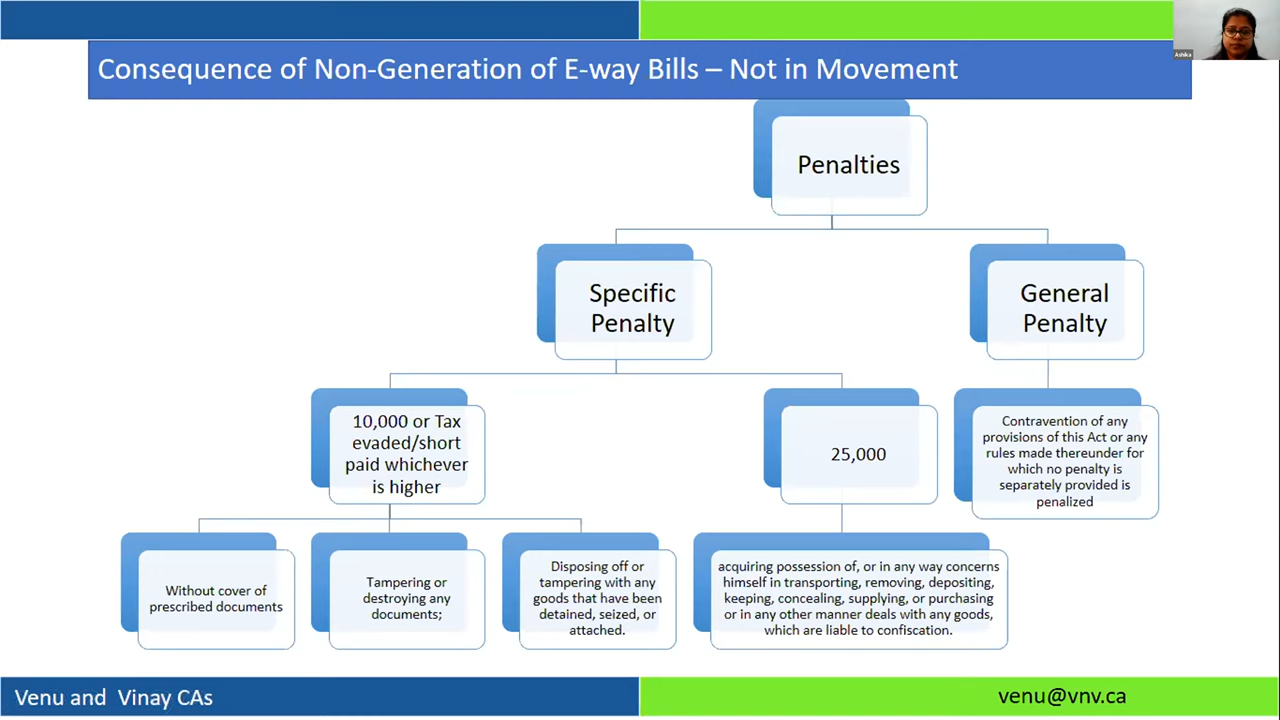 Consequence of Non-Generation of E-way Bills – Not in Movement
Ashika
Penalties
Specific
Penalty
General
Penalty
10,000 or Tax
evaded/short
paid whichever
is higher
25,000
Contravention of any
provisions of this Act or any
rules made thereunder for
which no penalty is
separately provided is
penalized
Without cover of
prescribed documents
Tampering or
destroying any
documents;
Disposing off or
tampering with any
goods that have been
detained, seized, or
attached.
acquiring possession of, or in any way concerns
himself in transporting, removing, depositing,
keeping, concealing, supplying, or purchasing
or in any other manner deals with any goods,
which are liable to confiscation.
Venu and Vinay CAs
venu@vnv.ca